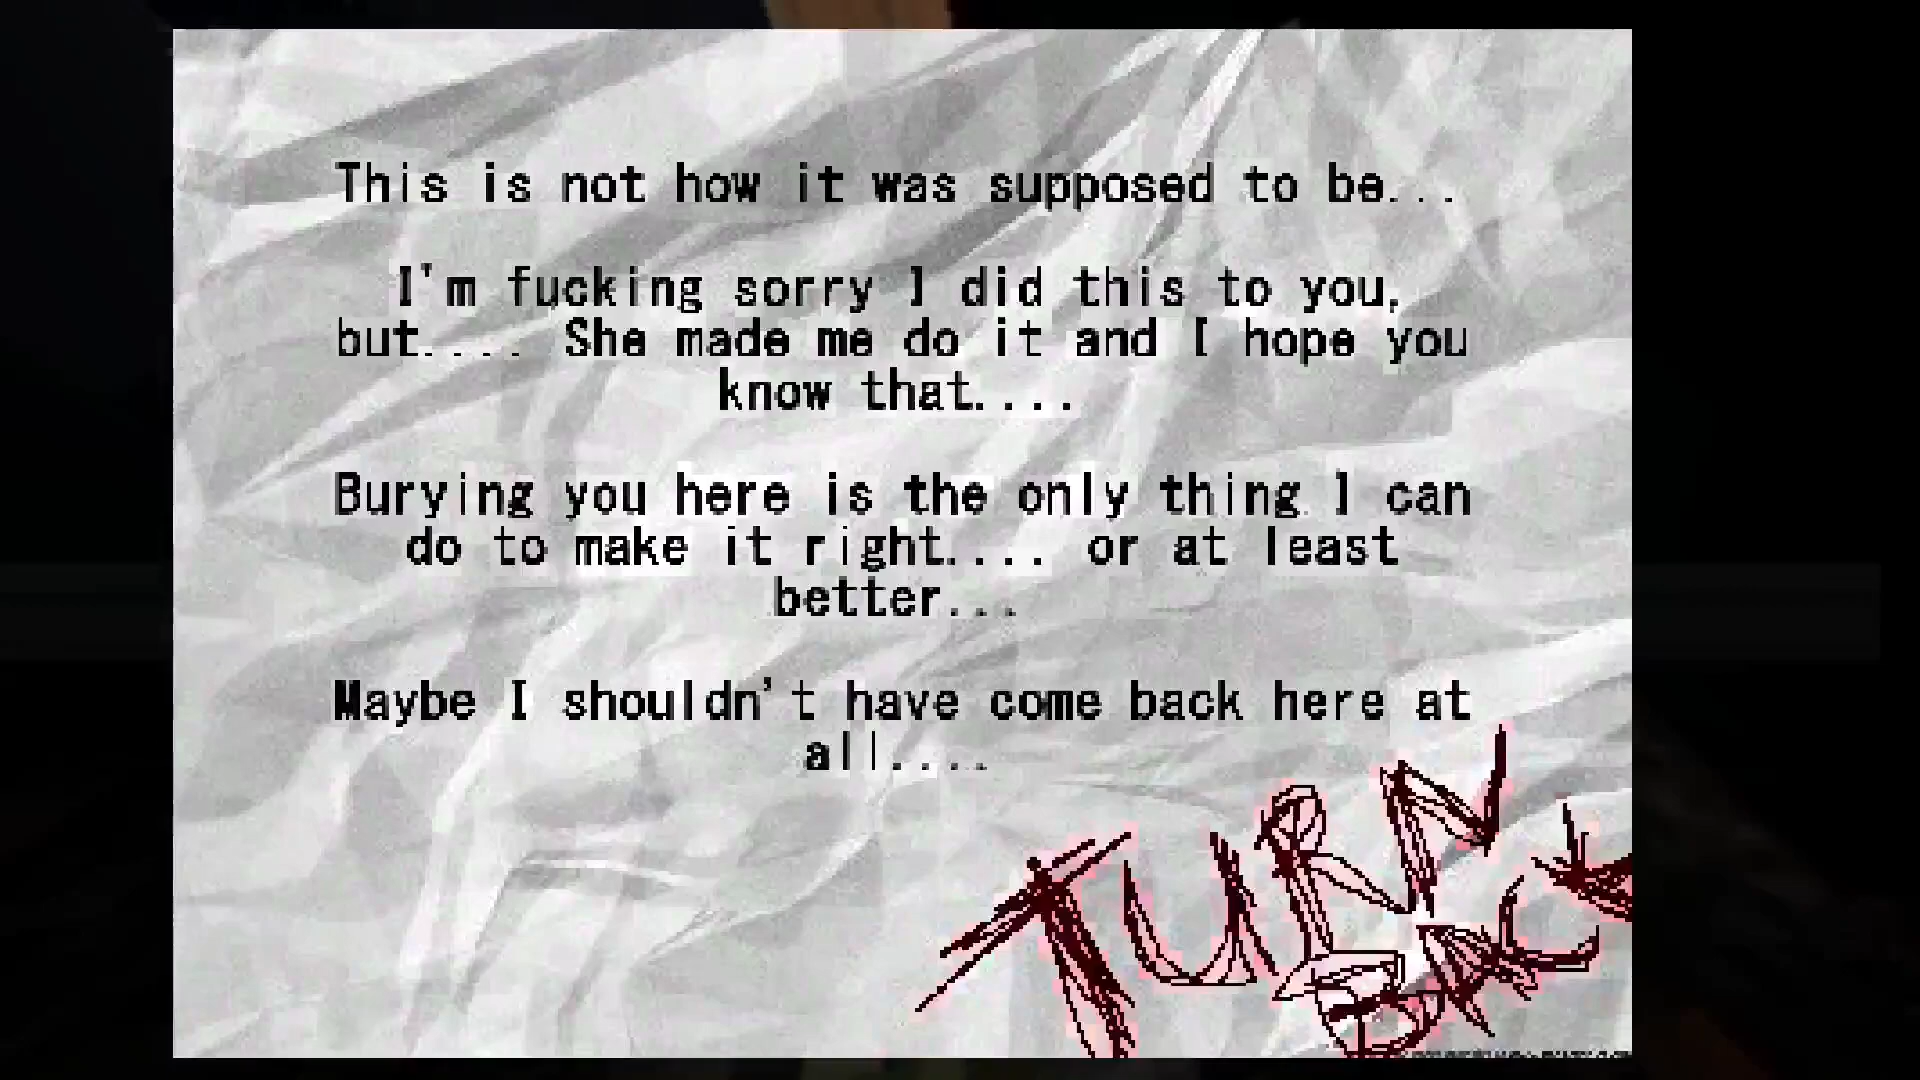 This is not how it was supposed to be...
I'm fucking sorry I did this to you,
but.... She made me do it and I hope you
know that....
Burying you here is the only thing I can
do to make it right.... or at least
better...
Maybe I shouldn't have come back here at
all....
TURN